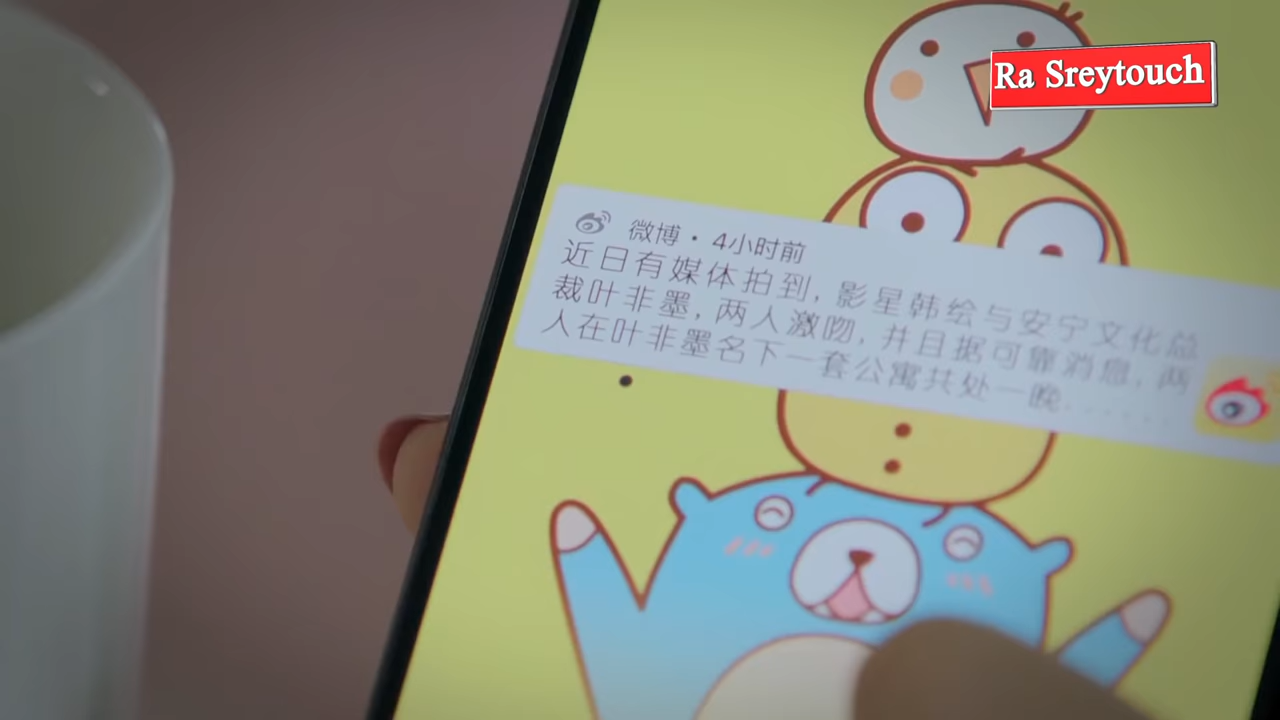 Ra Sreytouch
微博・4小时前
近日有媒体拍到,影星韩绘与安宁文化总
裁叶非墨,两人激吻,并且据可靠消息,两
人在叶非墨名下一套公寓共处一晚......